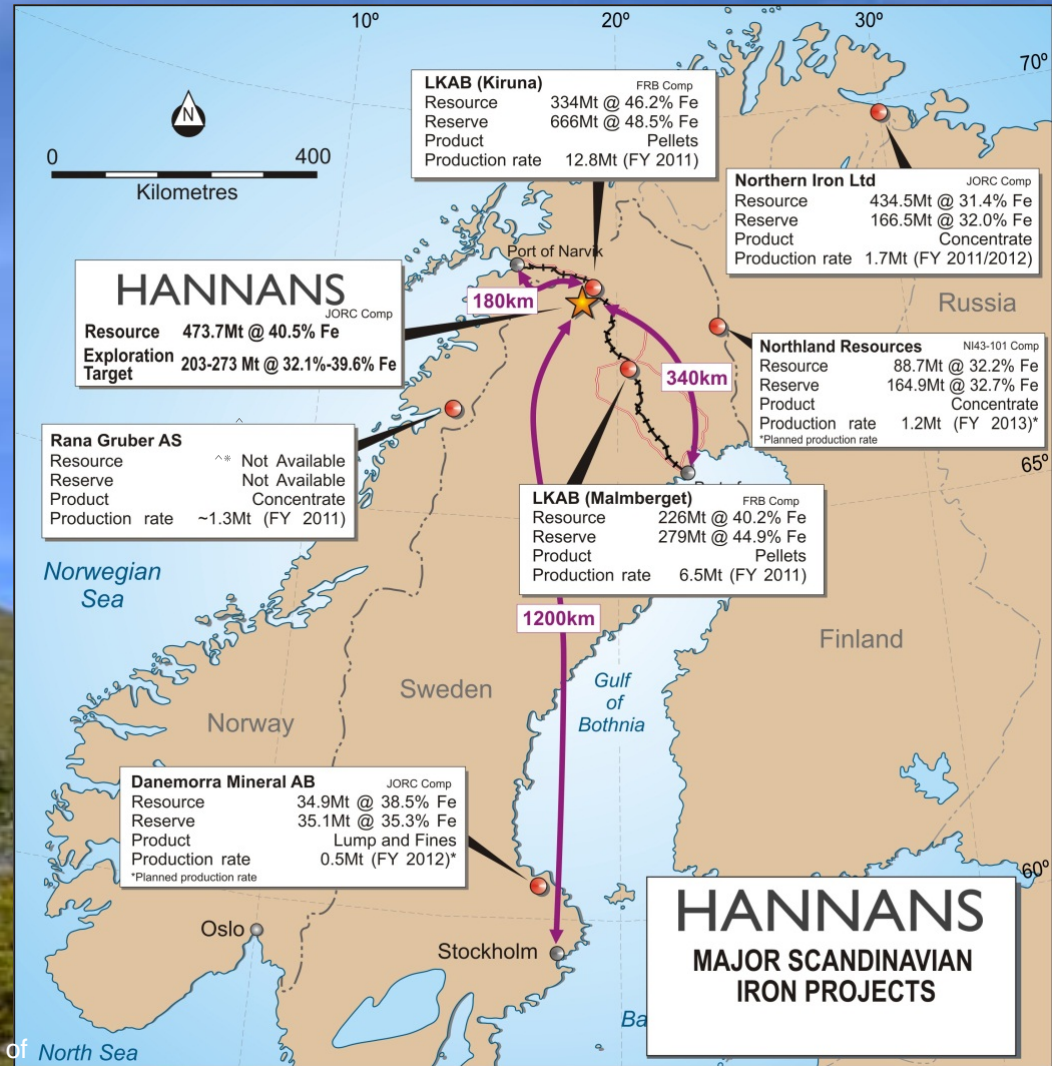 10º
20º
30º
70º
N
0 400
Kilometres
LKAB (Kiruna) FRB Comp
Resource 334Mt @ 46.2% Fe
Reserve 666Mt @ 48.5% Fe
Product Pellets
Production rate 12.8Mt (FY 2011)
Northern Iron Ltd JORC Comp
Resource 434.5Mt @ 31.4% Fe
Reserve 166.5Mt @ 32.0% Fe
Product Concentrate
Production rate 1.7Mt (FY 2011/2012)
Port of Narvik
HANNANS
JORC Comp
Resource 473.7Mt @ 40.5% Fe
Exploration Target 203-273 Mt @ 32.1%-39.6% Fe
180km
Russia
Northland Resources NI43-101 Comp
Resource 88.7Mt @ 32.2% Fe
Reserve 164.9Mt @ 32.7% Fe
Product Concentrate
Production rate 1.2Mt (FY 2013)*
*Planned production rate
340km
Rana Gruber AS
Resource ^* Not Available
Reserve Not Available
Product Concentrate
Production rate ~1.3Mt (FY 2011)
65º
LKAB (Malmberget) FRB Comp
Resource 226Mt @ 40.2% Fe
Reserve 279Mt @ 44.9% Fe
Product Pellets
Production rate 6.5Mt (FY 2011)
Norwegian
Sea
1200km
Finland
Sweden
Gulf
of
Bothnia
Norway
Danemorra Mineral AB JORC Comp
Resource 34.9Mt @ 38.5% Fe
Reserve 35.1Mt @ 35.3% Fe
Product Lump and Fines
Production rate 0.5Mt (FY 2012)*
*Planned production rate
60º
Oslo
Stockholm
HANNANS
MAJOR SCANDINAVIAN
IRON PROJECTS
Ba
of
North Sea